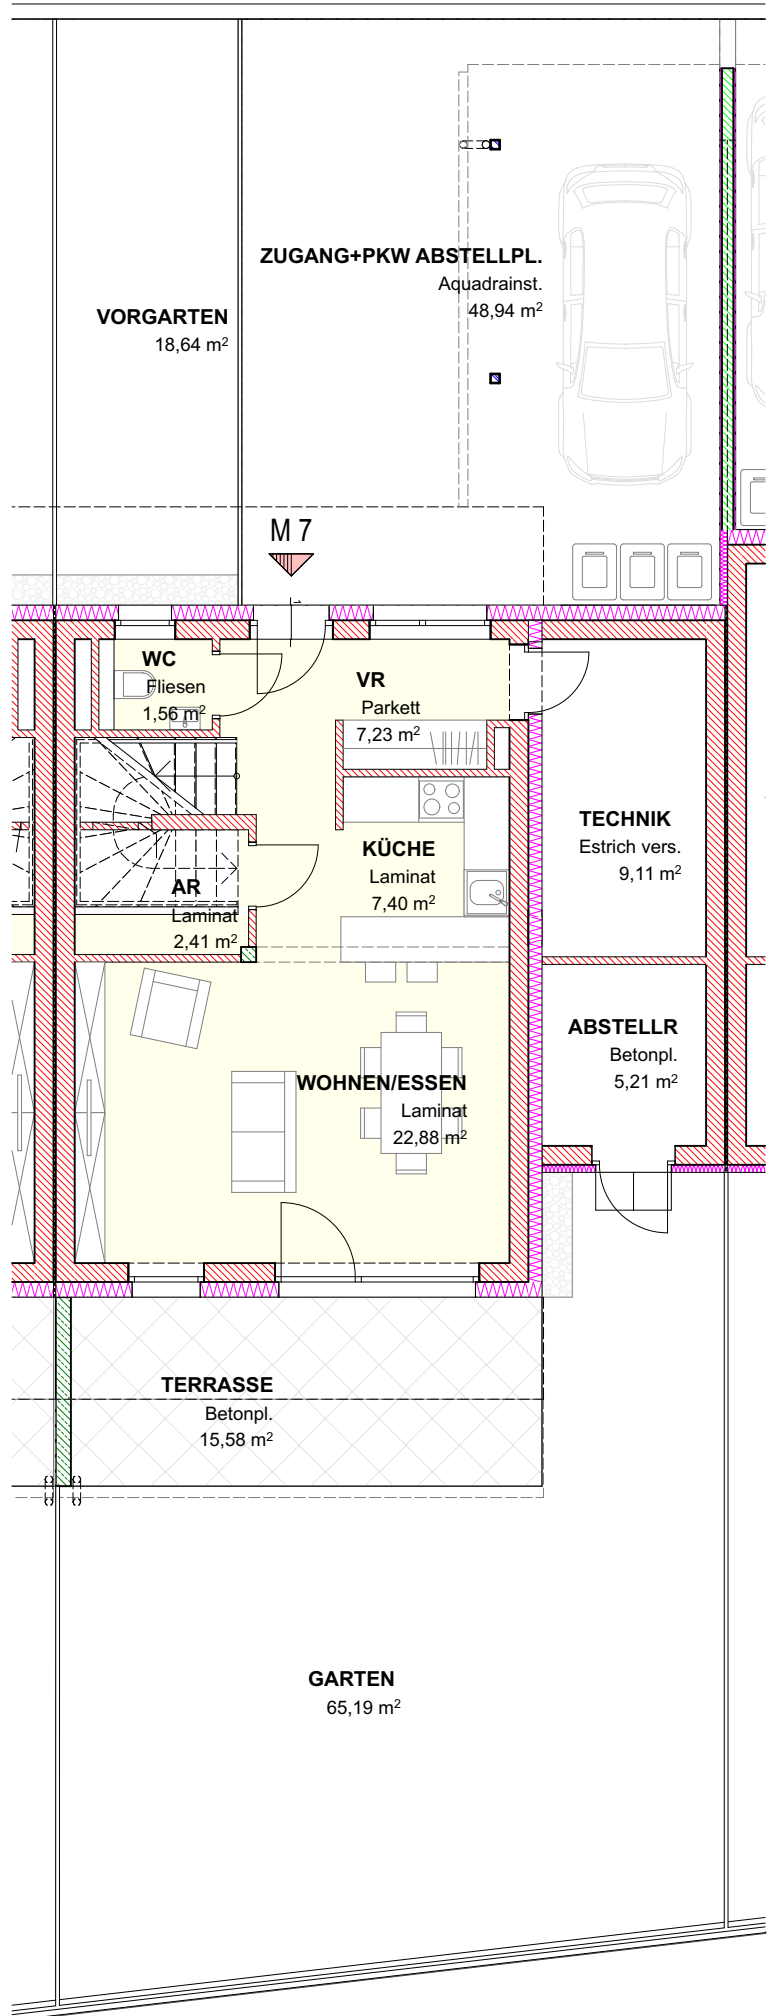 ZUGANG+PKW ABSTELLPL.
Aquadrainst.
48,94 m²
VORGARTEN
18,64 m²
M 7
WC
Fliesen
1,56 m²
VR
Parkett
7,23 m²
TECHNIK
Estrich vers.
9,11 m²
KÜCHE
Laminat
7,40 m²
AR
Laminat
2,41 m²
ABSTELLR
Betonpl.
5,21 m²
WOHNEN/ESSEN
Laminat
22,88 m²
TERRASSE
Betonpl.
15,58 m²
GARTEN
65,19 m²